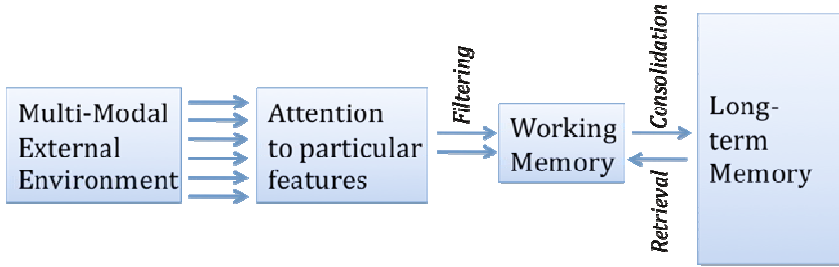 Multi-Modal
External
Environment
Attention
to particular
features
Filtering
Working
Memory
Consolidation
Retrieval
Long-
term
Memory